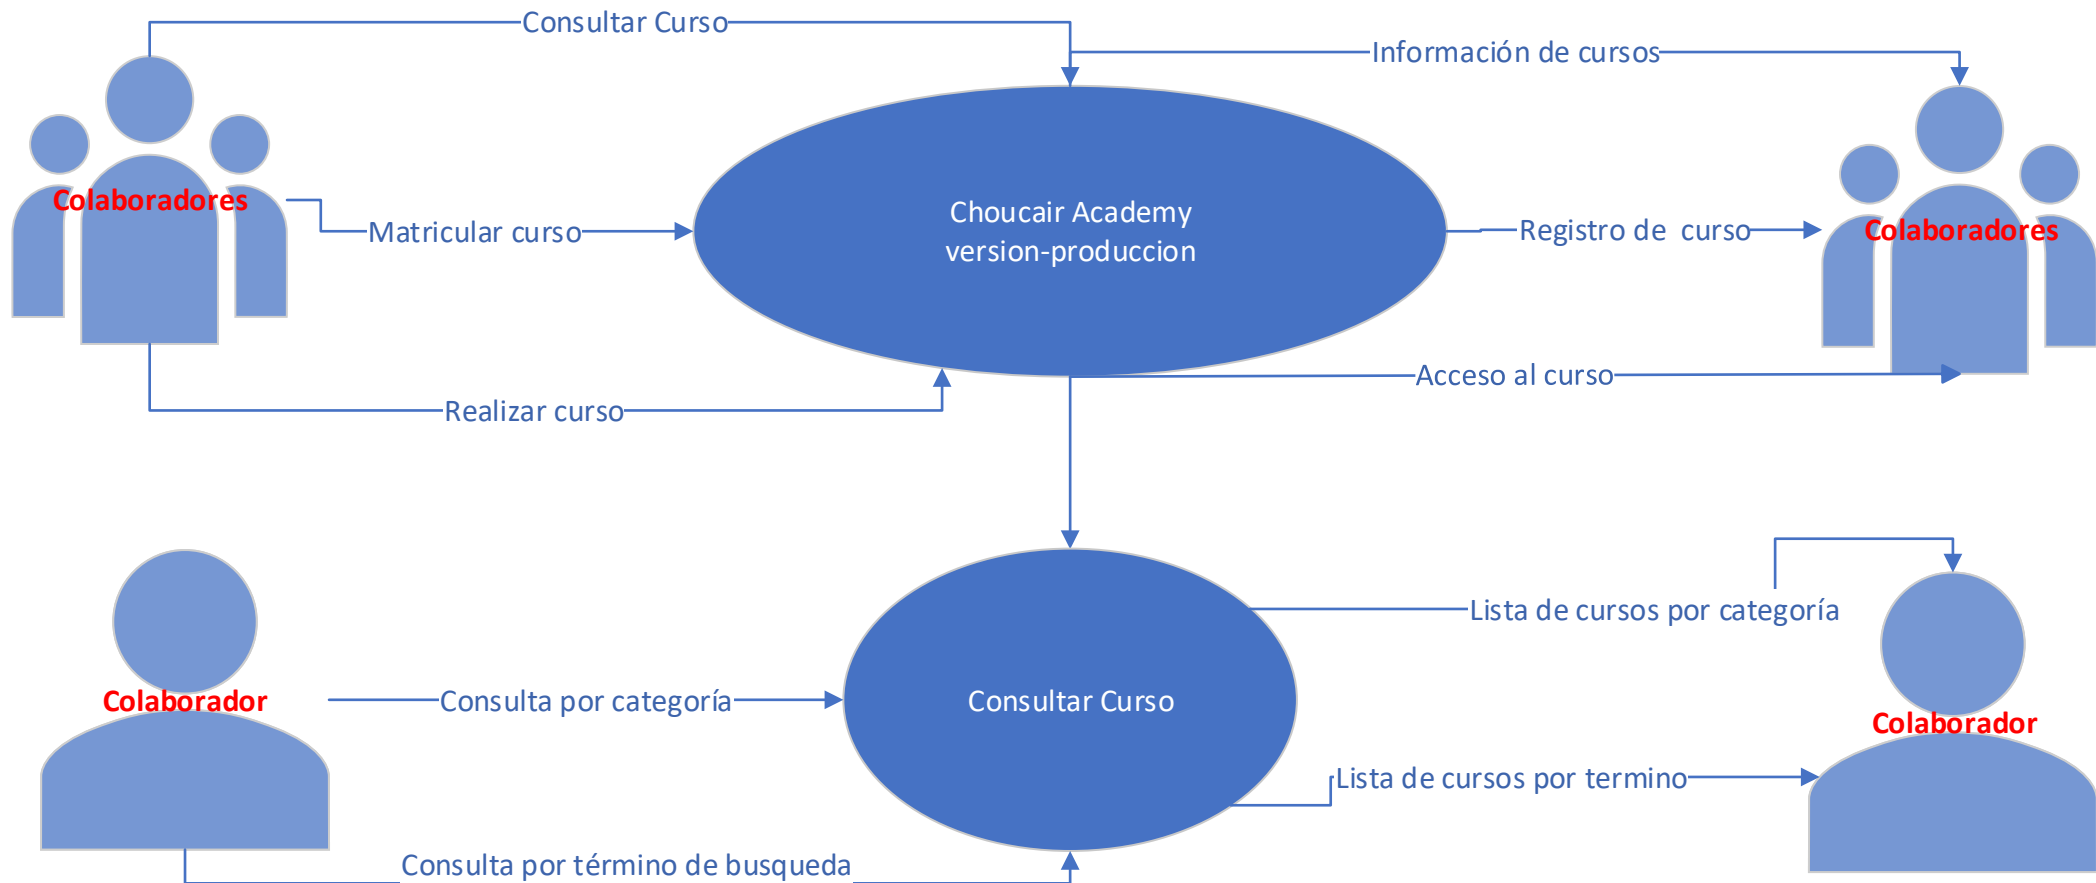 Consultar Curso
Información de cursos
Colaboradores
Matricular curso
Choucair Academy
version-produccion
Registro de  curso
Colaboradores
Realizar curso
Acceso al curso
Lista de cursos por categoría
Colaborador
Consulta por categoría
Consultar Curso
Colaborador
Lista de cursos por termino
Consulta por término de busqueda